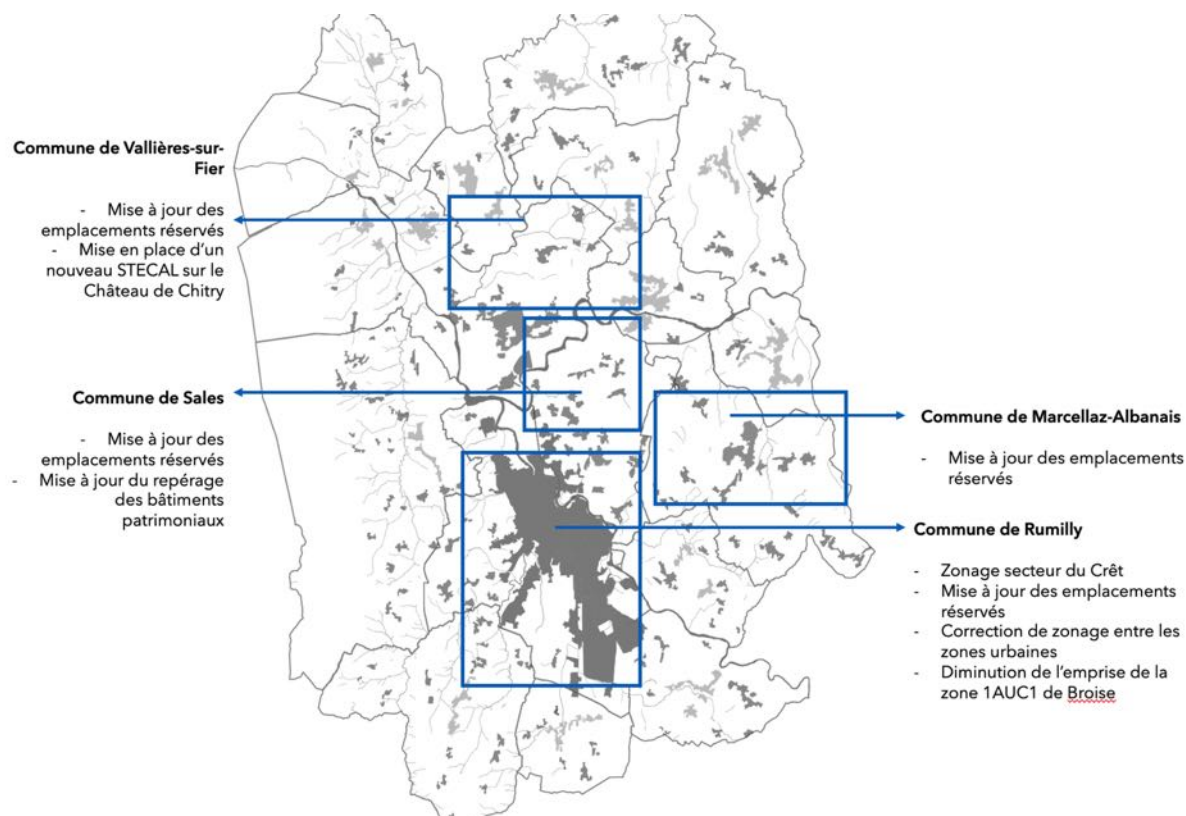 Commune de Vallières-sur-
Fier
- Mise à jour des
emplacements réservés
- Mise en place d'un
nouveau STECAL sur le
Château de Chitry
Commune de Sales
- Mise à jour des
emplacements réservés
- Mise à jour du repérage
des bâtiments
patrimoniaux
Commune de Marcellaz-Albanais
- Mise à jour des emplacements
réservés
Commune de Rumilly
- Zonage secteur du Crêt
- Mise à jour des emplacements
réservés
- Correction de zonage entre les
zones urbaines
- Diminution de l'emprise de la
zone 1AUC1 de Broise